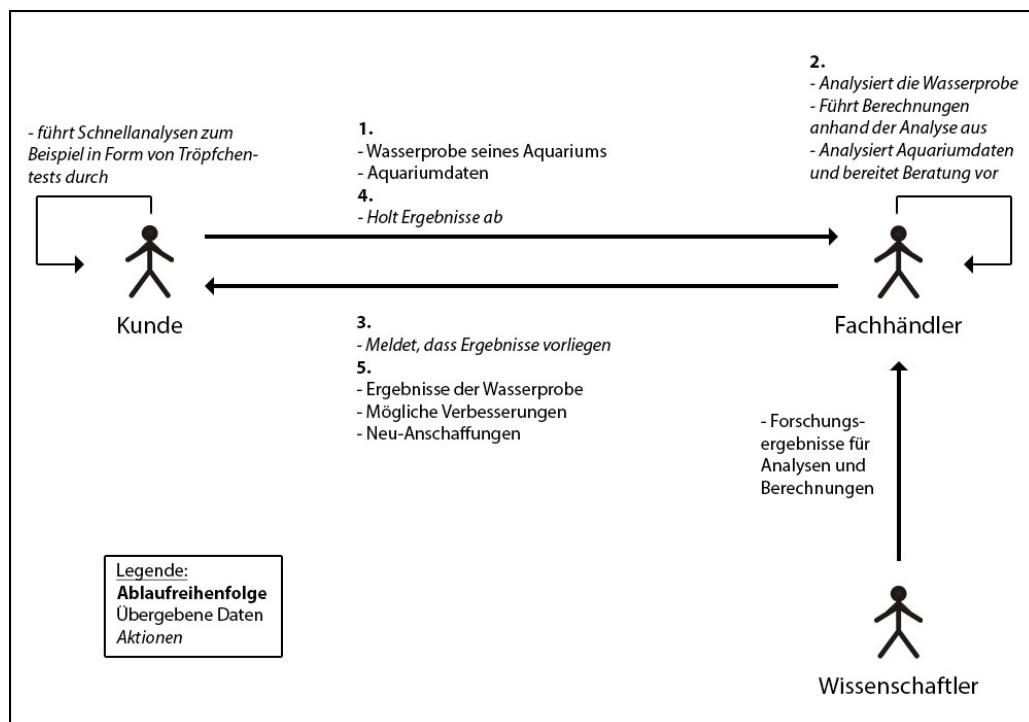 - führt Schnellanalysen zum
Beispiel in Form von Tröpfchen-
tests durch
1.
- Wasserprobe seines Aquariums
- Aquariumdaten
4.
- Holt Ergebnisse ab
2.
- Analysiert die Wasserprobe
- Führt Berechnungen
anhand der Analyse aus
- Analysiert Aquariumdaten
und bereitet Beratung vor
Kunde
Fachhändler
3.
- Meldet, dass Ergebnisse vorliegen
5.
- Ergebnisse der Wasserprobe
- Mögliche Verbesserungen
- Neu-Anschaffungen
- Forschungs-
ergebnisse für
Analysen und
Berechnungen
Legende:
Ablaufreihenfolge
Übergebene Daten
Aktionen
Wissenschaftler